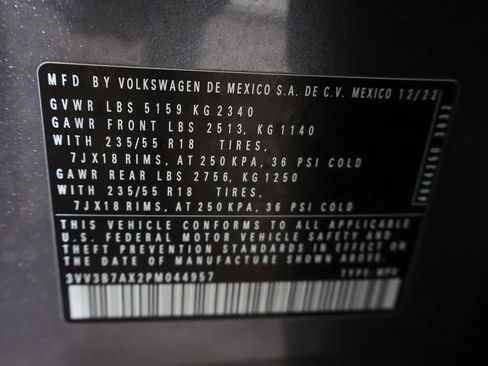 MFD BY VOLKSWAGEN DE MEXICO S.A. DE C.V. MEXICO 12/22
GVWR LBS 5159 KG 2340
GAWR FRONT LBS 2513, KG 1140
WITH 235/55 R18 TIRES,
7JX18 RIMS, AT 250 KPA, 36 PSI COLD
GAWR REAR LBS 2756, KG 1250
WITH 235/55 R18 TIRES,
7JX18 RIMS, AT 250 KPA, 36 PSI COLD
THIS VEHICLE CONFORMS TO ALL APPLICABLE
U.S. FEDERAL MOTOR VEHICLE SAFETY AND
THEFT PREVENTION STANDARDS IN EFFECT ON
THE DATE OF MANUFACTURE SHOWN ABOVE.
3VV3B7AX2PM044957 TYPE MPV